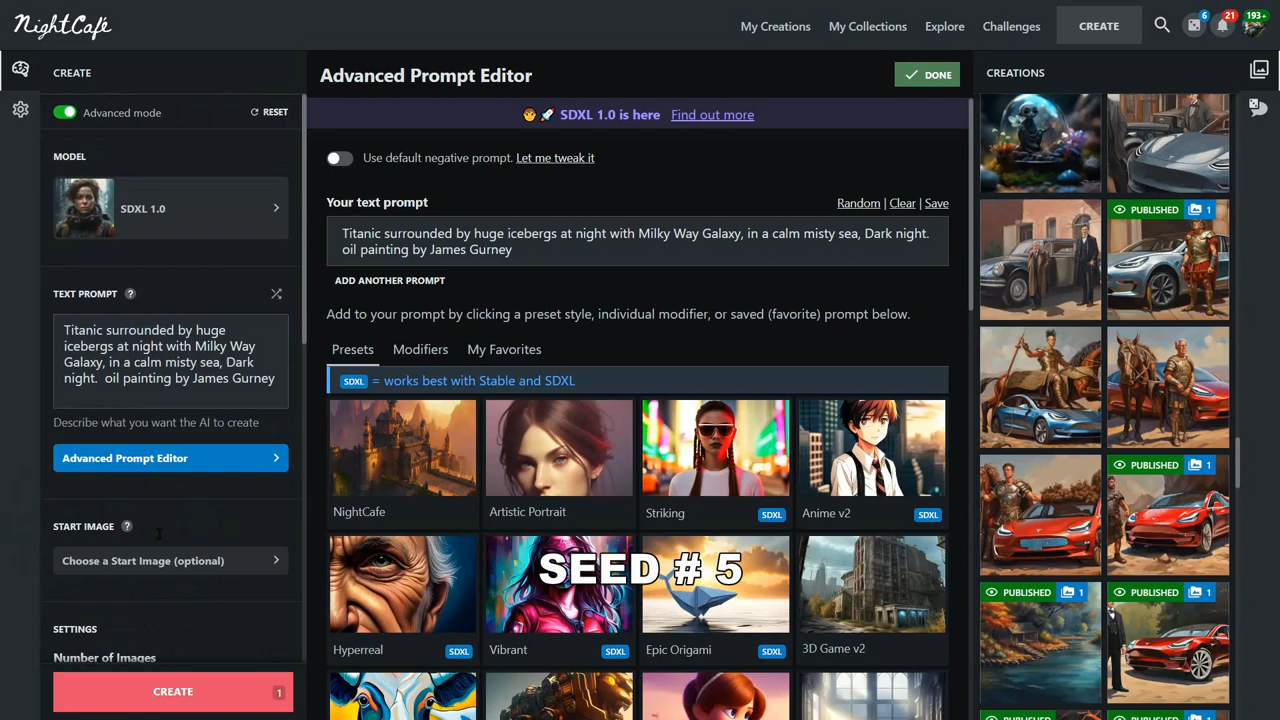 NightCafé
My Creations
My Collections
Explore
Challenges
CREATE
6
21
193+
CREATE
Advanced mode
RESET
MODEL
SDXL 1.0
TEXT PROMPT ?
Titanic surrounded by huge
icebergs at night with Milky Way
Galaxy, in a calm misty sea, Dark
night.  oil painting by James Gurney
Describe what you want the AI to create
Advanced Prompt Editor
START IMAGE ?
Choose a Start Image (optional)
SETTINGS
Number of Images
CREATE 1
Advanced Prompt Editor
DONE
SDXL 1.0 is here Find out more
Use default negative prompt. Let me tweak it
Your text prompt
Random | Clear | Save
Titanic surrounded by huge icebergs at night with Milky Way Galaxy, in a calm misty sea, Dark night.
oil painting by James Gurney
ADD ANOTHER PROMPT
Add to your prompt by clicking a preset style, individual modifier, or saved (favorite) prompt below.
Presets
Modifiers
My Favorites
SDXL = works best with Stable and SDXL
NightCafe
Artistic Portrait
Striking SDXL
Anime v2 SDXL
SEED # 5
Hyperreal SDXL
Vibrant SDXL
Epic Origami SDXL
3D Game v2
CREATIONS
PUBLISHED 1
PUBLISHED 1
PUBLISHED 1
PUBLISHED 1